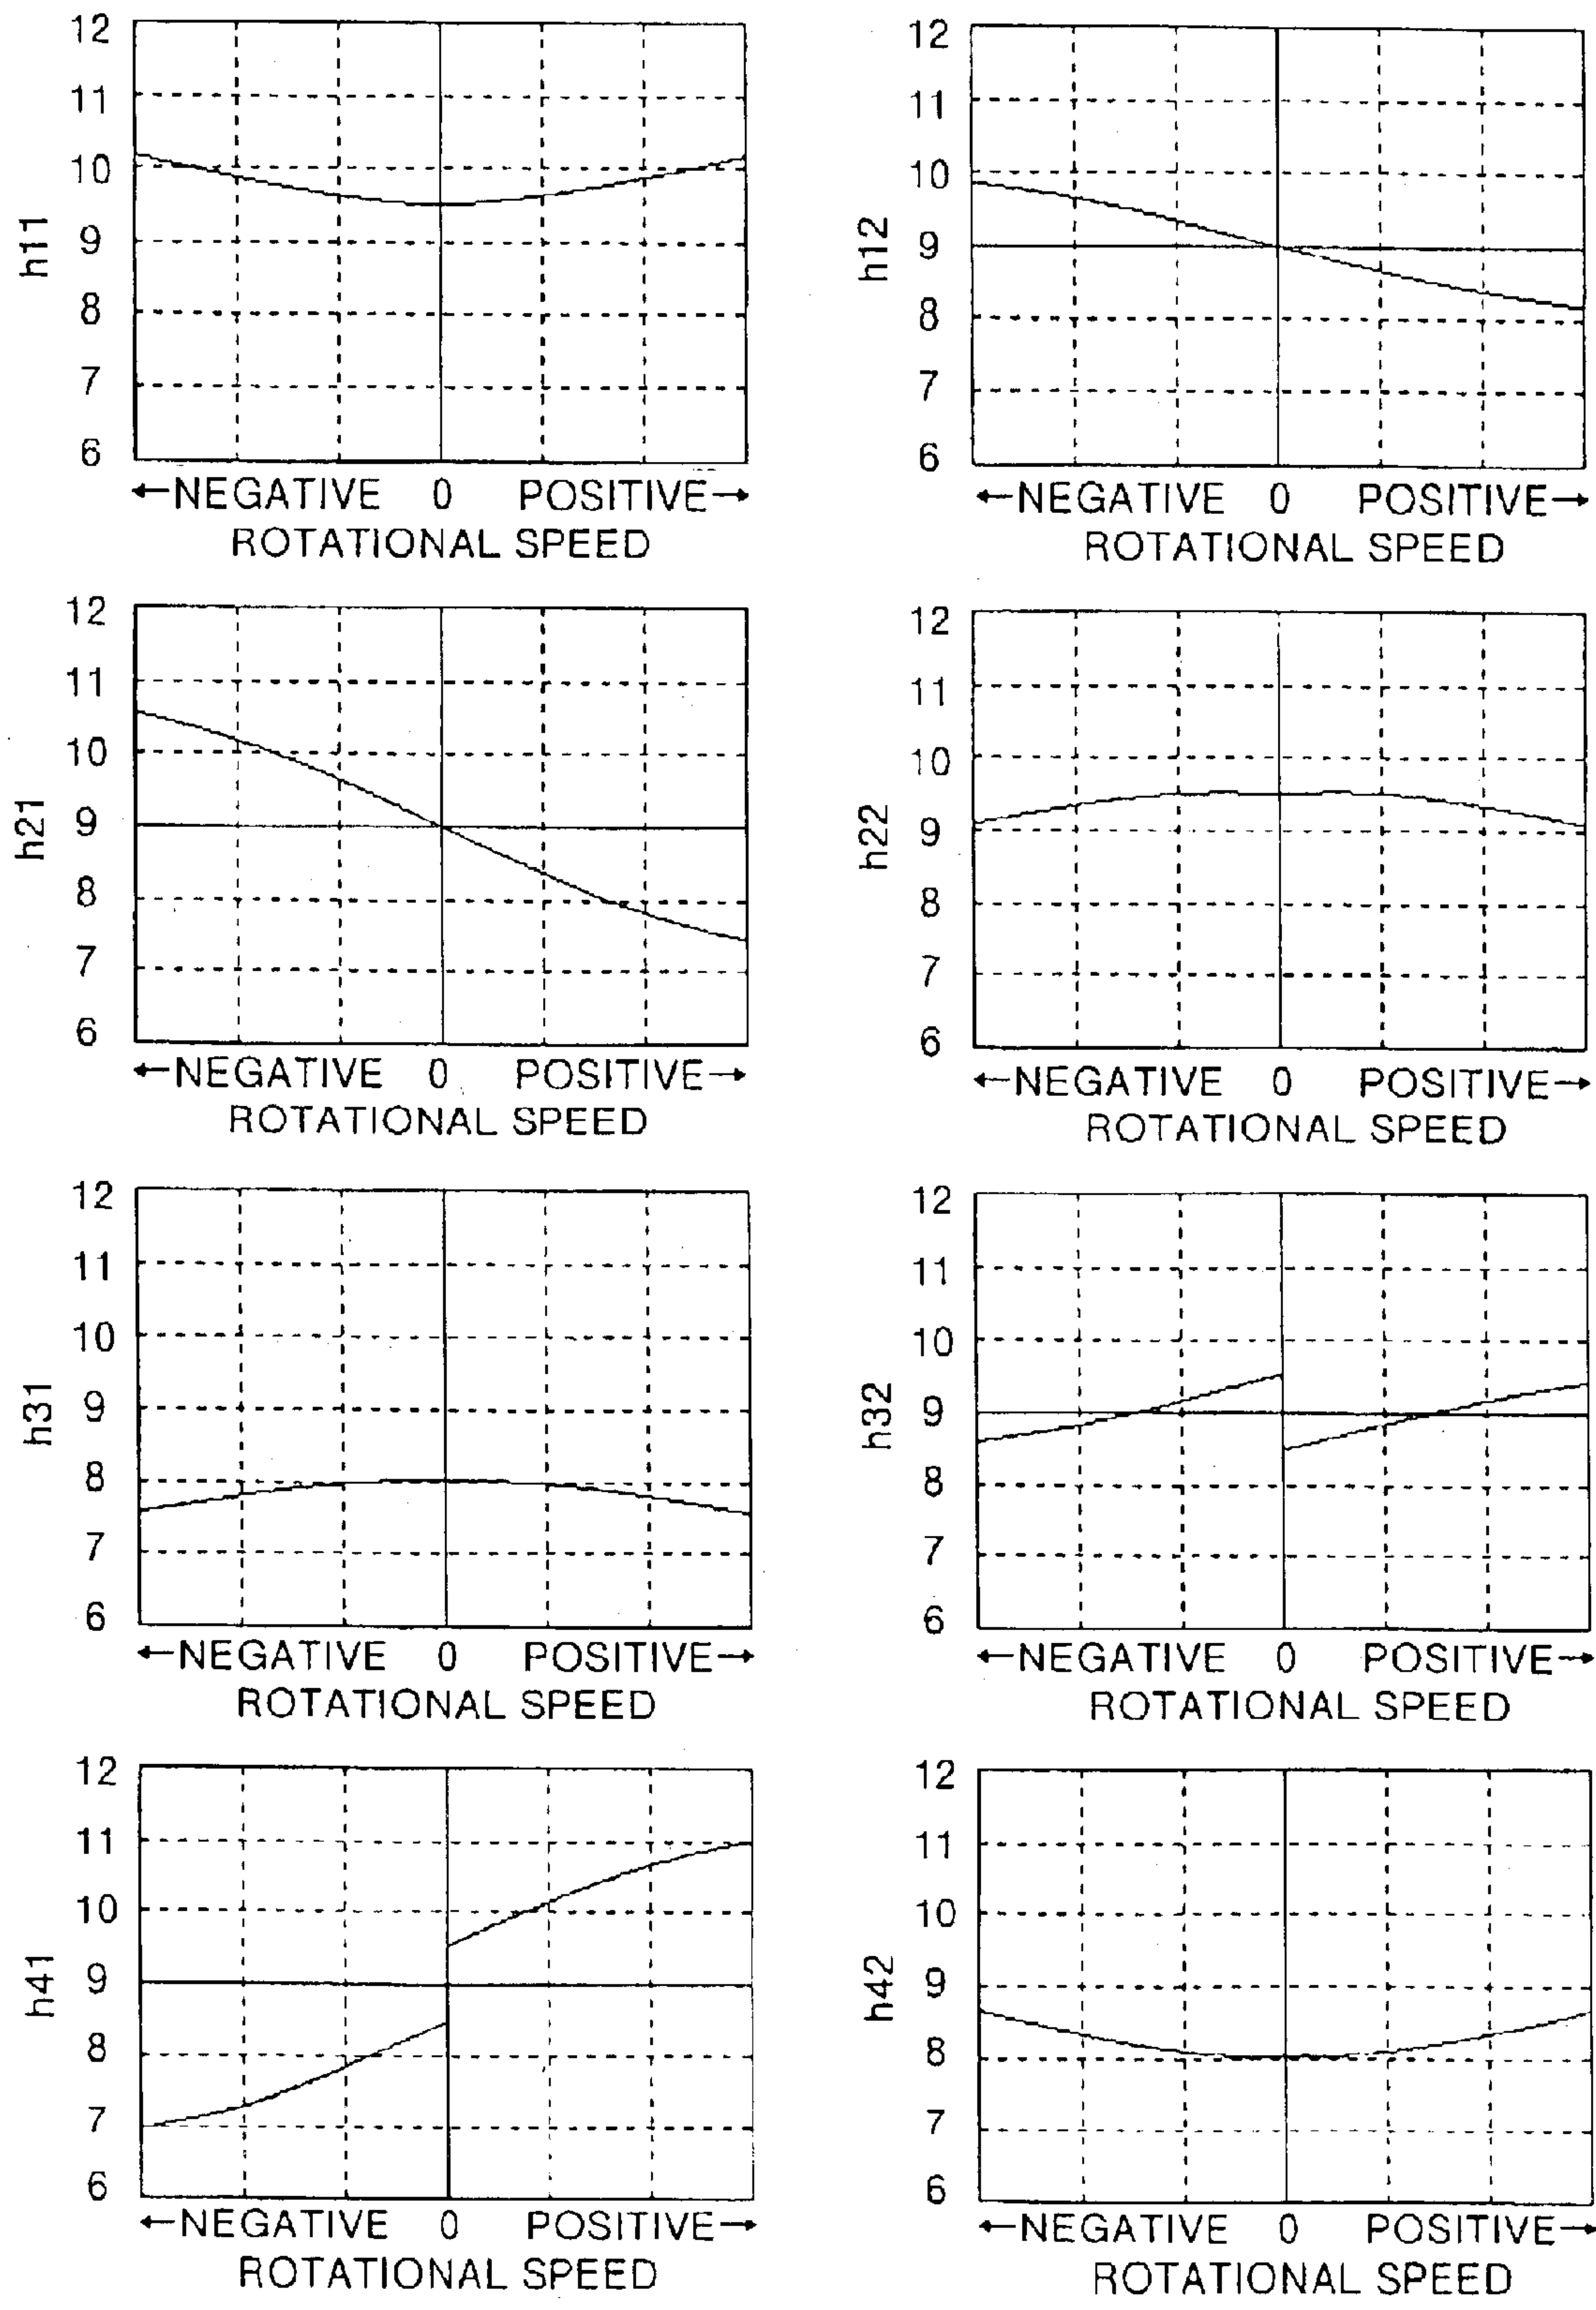 12
11
10
9
8
7
6
h11
←NEGATIVE 0 POSITIVE→
ROTATIONAL SPEED
12
11
10
9
8
7
6
h12
←NEGATIVE 0 POSITIVE→
ROTATIONAL SPEED
12
11
10
9
8
7
6
h21
←NEGATIVE 0 POSITIVE→
ROTATIONAL SPEED
12
11
10
9
8
7
6
h22
←NEGATIVE 0 POSITIVE→
ROTATIONAL SPEED
12
11
10
9
8
7
6
h31
←NEGATIVE 0 POSITIVE→
ROTATIONAL SPEED
12
11
10
9
8
7
6
h32
←NEGATIVE 0 POSITIVE→
ROTATIONAL SPEED
12
11
10
9
8
7
6
h41
←NEGATIVE 0 POSITIVE→
ROTATIONAL SPEED
12
11
10
9
8
7
6
h42
←NEGATIVE 0 POSITIVE→
ROTATIONAL SPEED